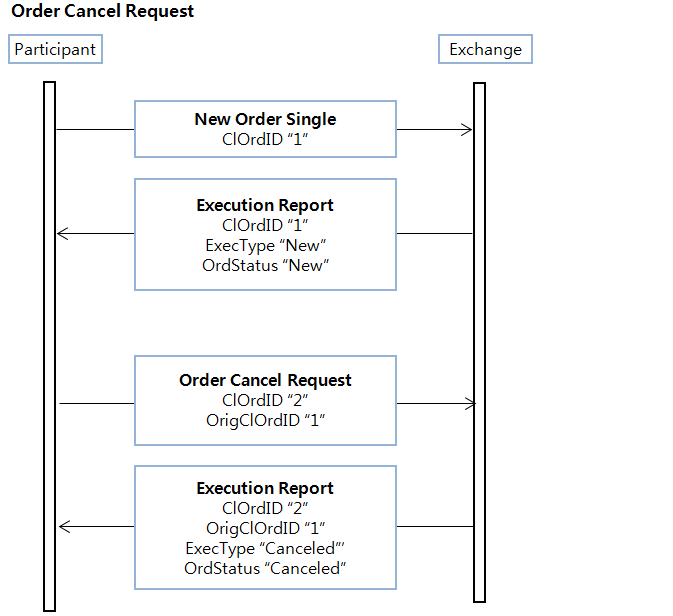 Order Cancel Request
Participant
Exchange
New Order Single
ClOrdID “1”
Execution Report
ClOrdID “1”
ExecType “New”
OrdStatus “New”
Order Cancel Request
ClOrdID “2”
OrigClOrdID “1”
Execution Report
ClOrdID “2”
OrigClOrdID “1”
ExecType “Canceled”’
OrdStatus “Canceled”